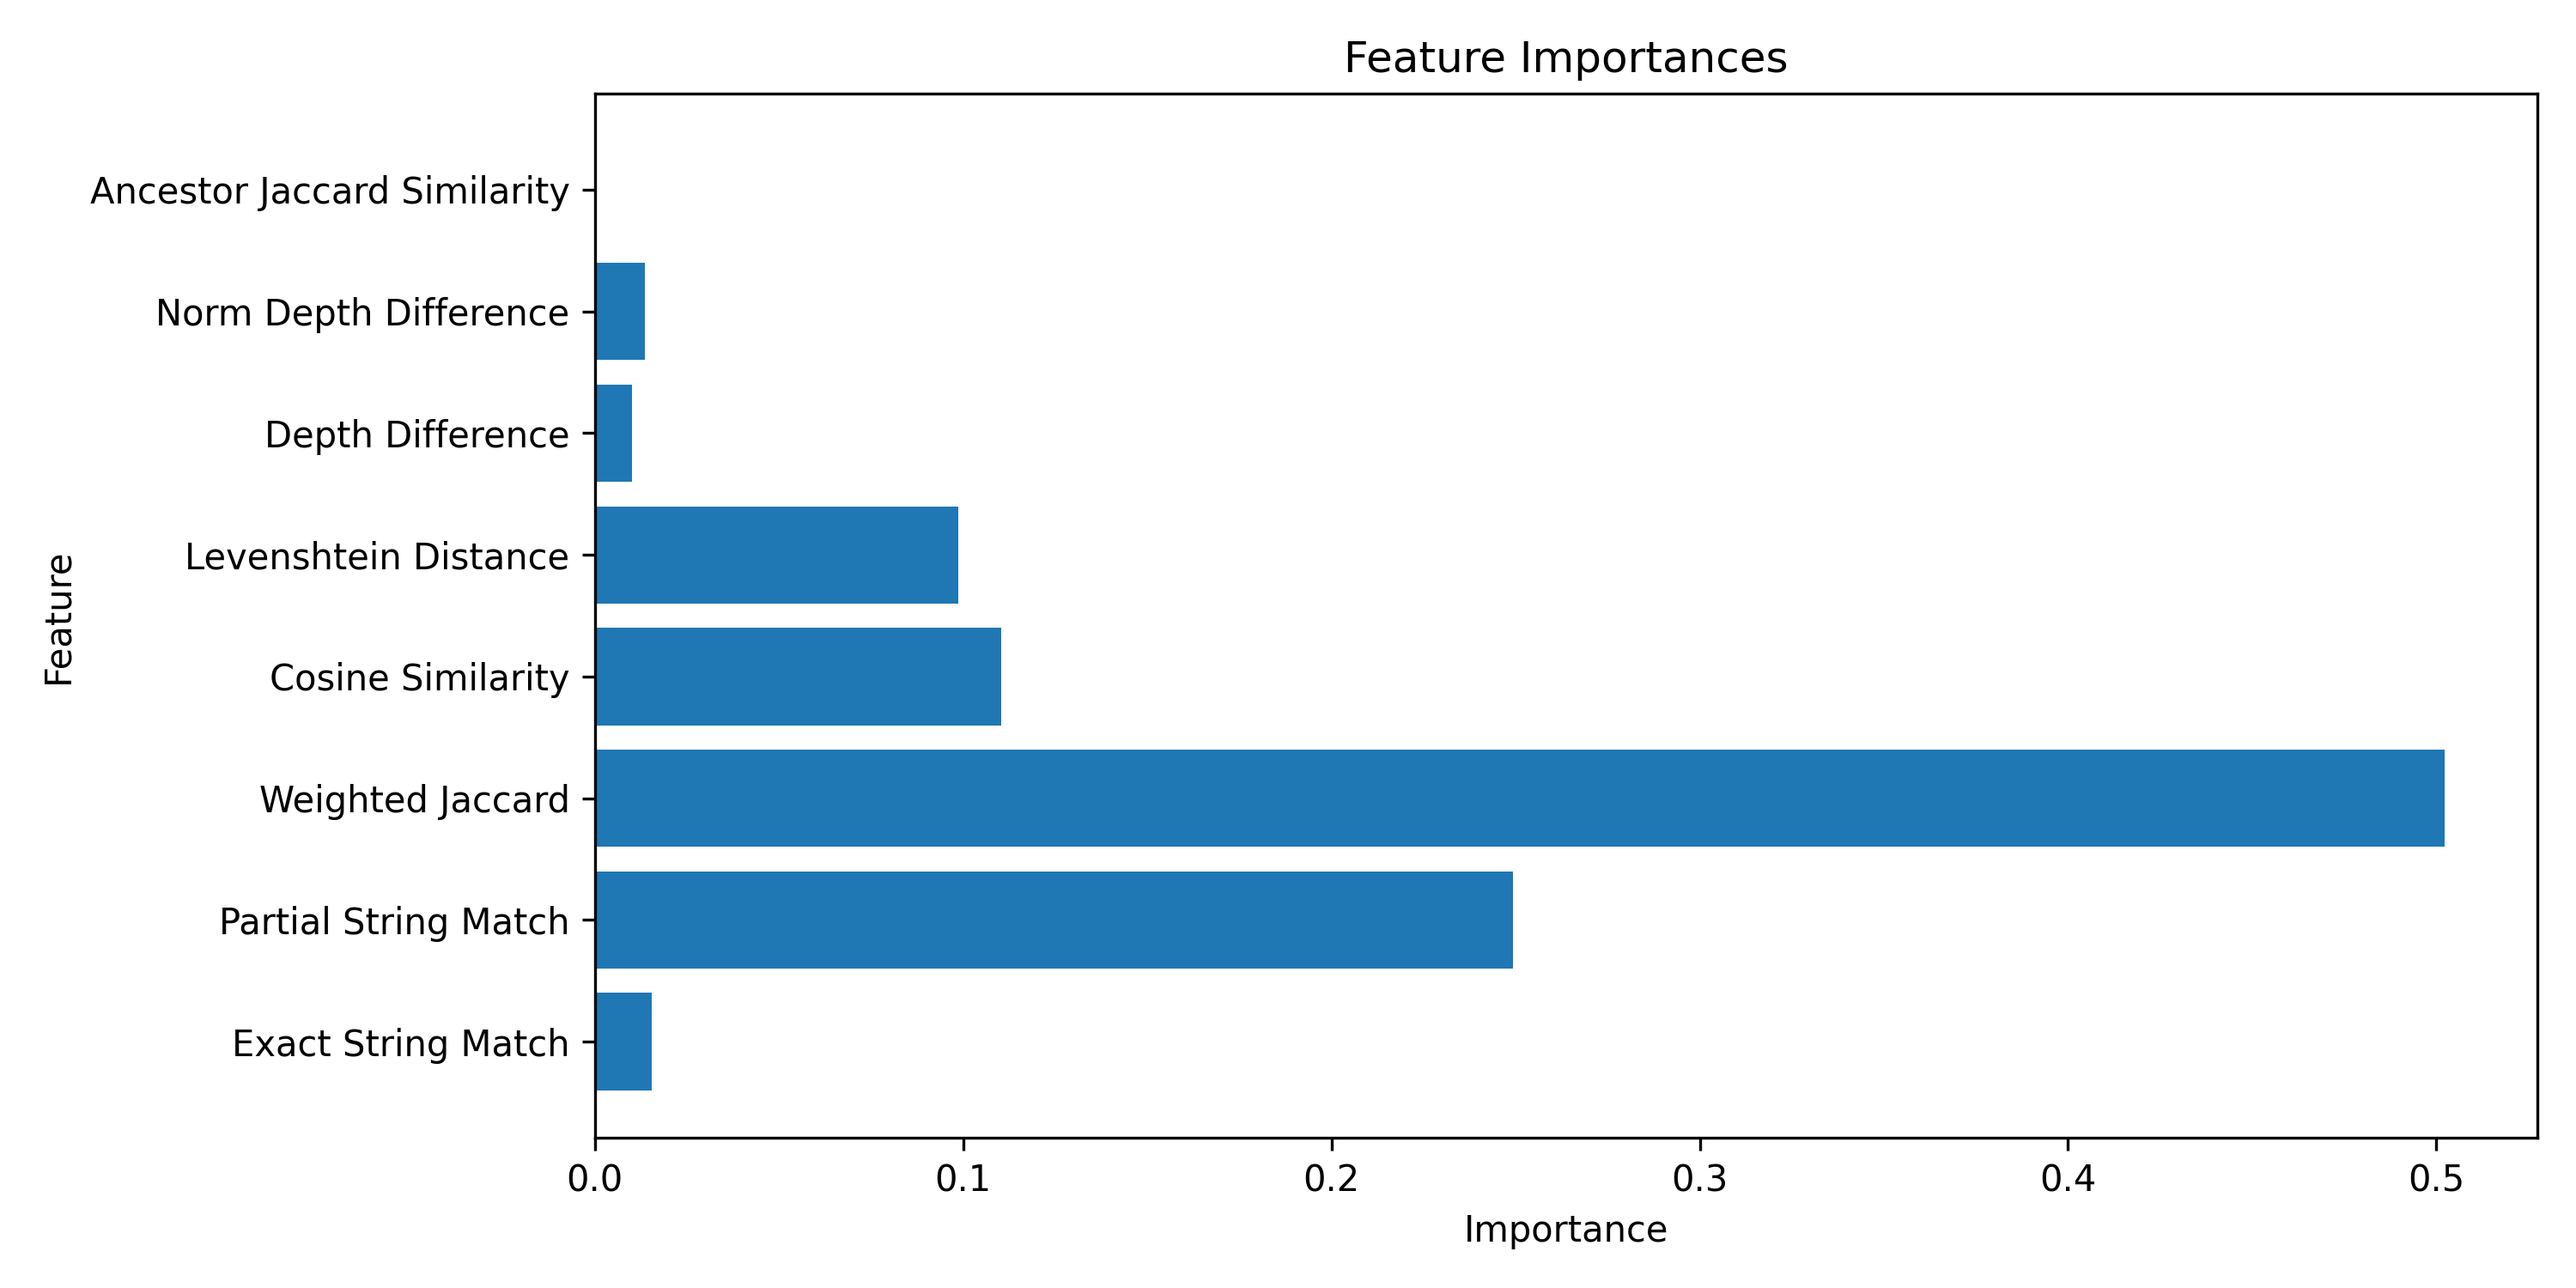 Feature Importances
Ancestor Jaccard Similarity
Norm Depth Difference
Depth Difference
Levenshtein Distance
Cosine Similarity
Weighted Jaccard
Partial String Match
Exact String Match
Feature
0.0 0.1 0.2 0.3 0.4 0.5
Importance